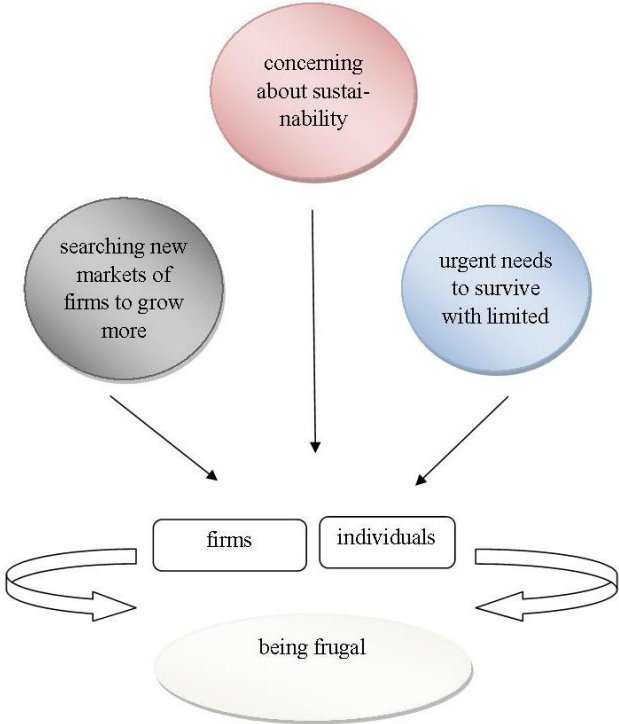 concerning
about sustai-
nability
searching new
markets of
firms to grow
more
urgent needs
to survive
with limited
firms
individuals
being frugal